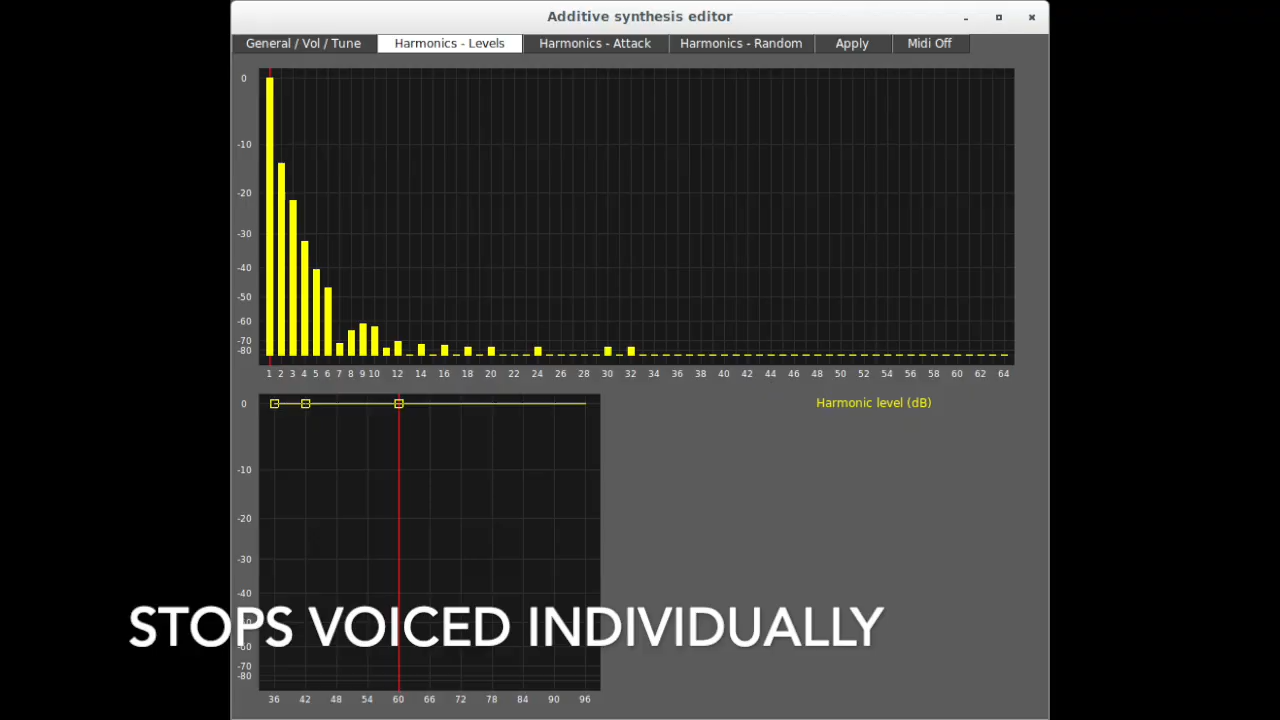 Additive synthesis editor
General / Vol / Tune Harmonics - Levels Harmonics - Attack Harmonics - Random Apply Midi Off
0
-10
-20
-30
-40
-50
-60
-70
-80
1 2 3 4 5 6 7 8 9 10 12 14 16 18 20 22 24 26 28 30 32 34 36 38 40 42 44 46 48 50 52 54 56 58 60 62 64
Harmonic level (dB)
0
-10
-20
-30
-40
-60
-70
-80
36 42 48 54 60 66 72 78 84 90 96
STOPS VOICED INDIVIDUALLY